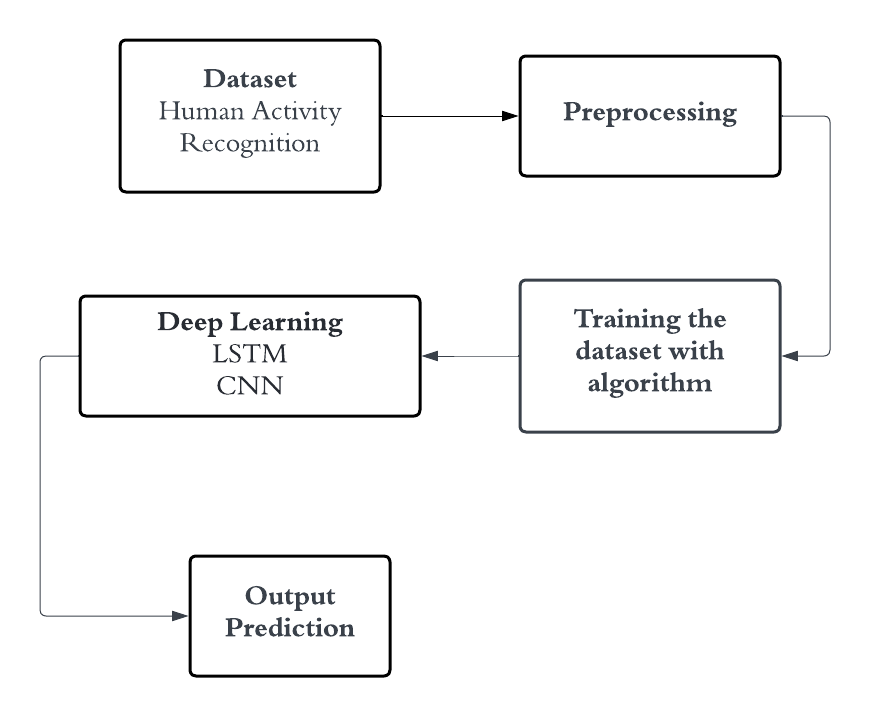 Dataset
Human Activity
Recognition
Preprocessing
Training the
dataset with
algorithm
Deep Learning
LSTM
CNN
Output
Prediction